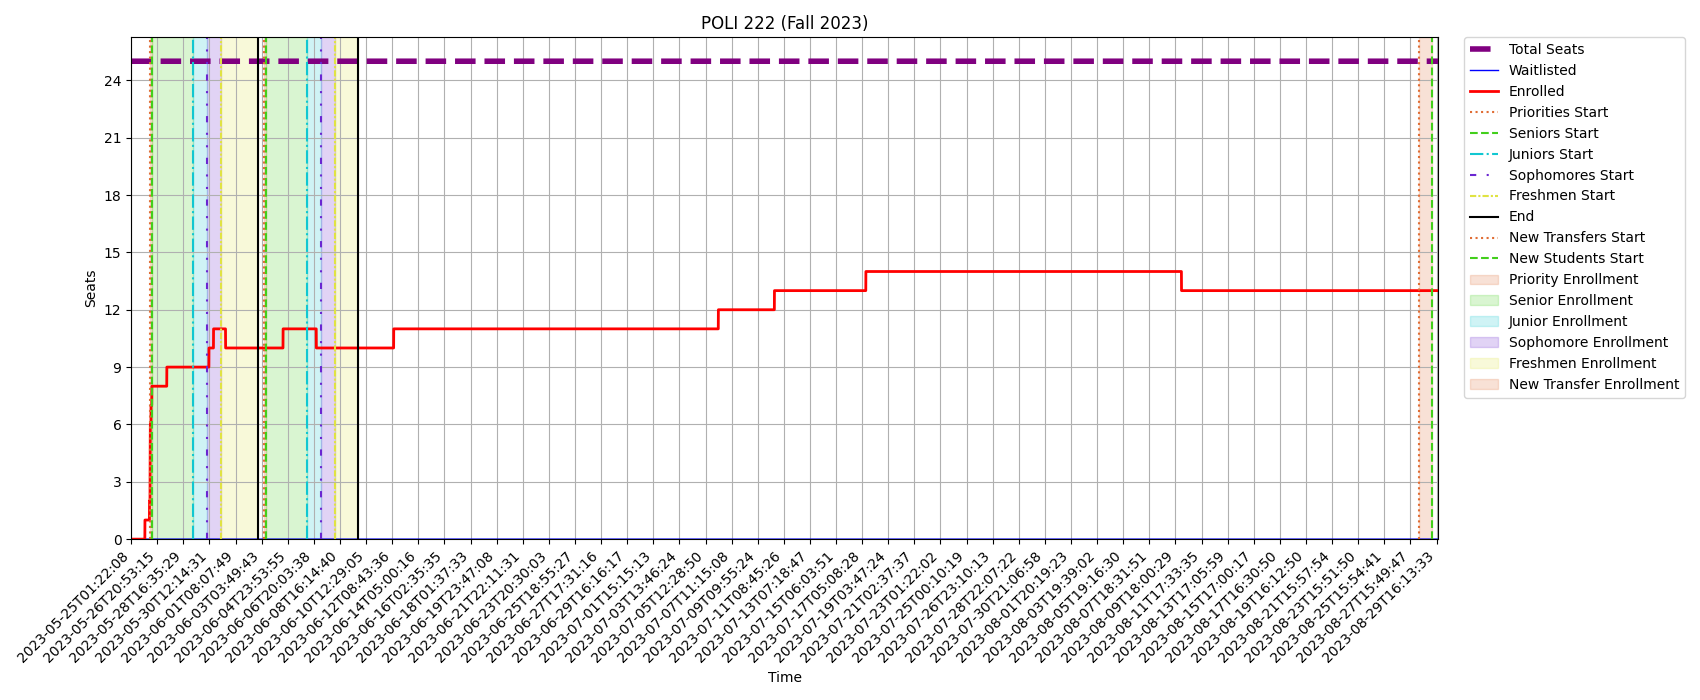 POLI 222 (Fall 2023)
Seats
24
21
18
15
12
9
6
3
0
2023-05-25T01:22:08
2023-05-26T20:53:15
2023-05-28T16:35:29
2023-05-30T12:14:31
2023-06-01T08:07:49
2023-06-03T03:49:43
2023-06-04T23:53:55
2023-06-06T20:03:38
2023-06-08T16:14:40
2023-06-10T12:29:05
2023-06-12T08:43:36
2023-06-14T05:00:16
2023-06-16T02:35:35
2023-06-18T01:37:33
2023-06-19T23:47:08
2023-06-21T22:11:31
2023-06-23T20:30:03
2023-06-25T18:55:27
2023-06-27T17:31:16
2023-06-29T16:16:17
2023-07-01T15:15:13
2023-07-03T13:46:24
2023-07-05T12:28:50
2023-07-07T11:15:08
2023-07-09T09:55:24
2023-07-11T08:45:26
2023-07-13T07:18:47
2023-07-15T06:03:51
2023-07-17T05:08:28
2023-07-19T03:47:24
2023-07-21T02:37:37
2023-07-23T01:22:02
2023-07-25T00:10:19
2023-07-26T23:10:13
2023-07-28T22:07:22
2023-07-30T21:06:58
2023-08-01T20:19:23
2023-08-03T19:39:02
2023-08-05T19:16:30
2023-08-07T18:31:51
2023-08-09T18:00:29
2023-08-11T17:33:35
2023-08-13T17:05:59
2023-08-15T17:00:17
2023-08-17T16:30:50
2023-08-19T16:12:50
2023-08-21T15:57:54
2023-08-23T15:51:50
2023-08-25T15:54:41
2023-08-27T15:49:47
2023-08-29T16:13:33
Time
Total Seats
Waitlisted
Enrolled
Priorities Start
Seniors Start
Juniors Start
Sophomores Start
Freshmen Start
End
New Transfers Start
New Students Start
Priority Enrollment
Senior Enrollment
Junior Enrollment
Sophomore Enrollment
Freshmen Enrollment
New Transfer Enrollment